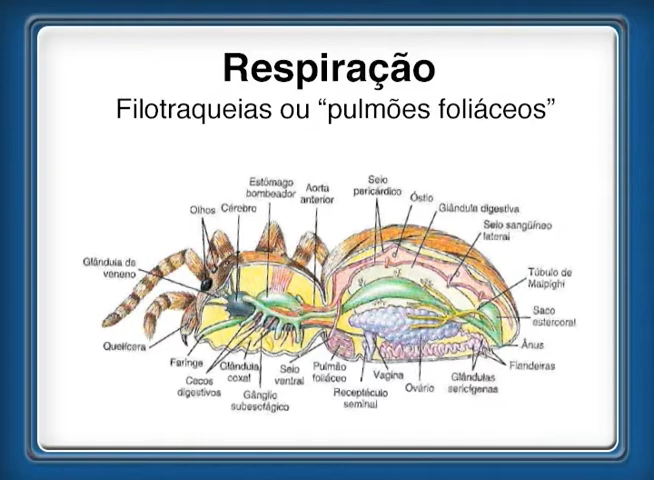 Respiração
Filotraqueias ou “pulmões foliáceos”
Estômago
bombeador
Aorta
anterior
Seio
pericárdico
Óstio
Olhos
Cérebro
Glândula digestiva
Seio sangüíneo
lateral
Glândula de
veneno
Túbulo de
Malpighi
Saco
estercoral
Quelícera
Ânus
Faringe
Glândula
coxal
Seio
ventral
Pulmão
foliáceo
Vagina
Fiandeiras
Cecos
digestivos
Gânglio
subesofágico
Receptáculo
seminal
Ovário
Glândulas
sericígenas